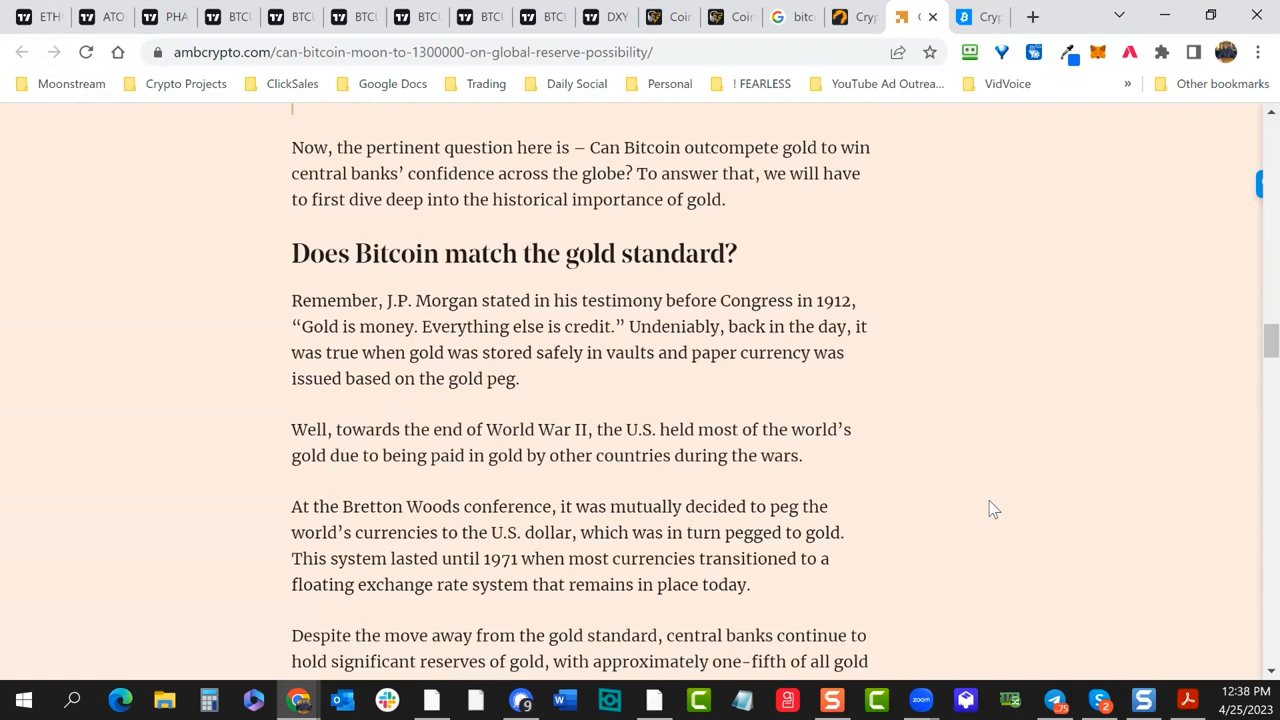 ETH
ATO
PHA
BTCU
BTCU
BTCU
BTCU
BTCU
BTCU
DXY
Coin
Coin
bitc
Cryp
Cryp
ambcrypto.com/can-bitcoin-moon-to-1300000-on-global-reserve-possibility/
Moonstream
Crypto Projects
ClickSales
Google Docs
Trading
Daily Social
Personal
! FEARLESS
YouTube Ad Outrea...
VidVoice
»
Other bookmarks
Now, the pertinent question here is – Can Bitcoin outcompete gold to win
central banks’ confidence across the globe? To answer that, we will have
to first dive deep into the historical importance of gold.
Does Bitcoin match the gold standard?
Remember, J.P. Morgan stated in his testimony before Congress in 1912,
“Gold is money. Everything else is credit.” Undeniably, back in the day, it
was true when gold was stored safely in vaults and paper currency was
issued based on the gold peg.
Well, towards the end of World War II, the U.S. held most of the world’s
gold due to being paid in gold by other countries during the wars.
At the Bretton Woods conference, it was mutually decided to peg the
world’s currencies to the U.S. dollar, which was in turn pegged to gold.
This system lasted until 1971 when most currencies transitioned to a
floating exchange rate system that remains in place today.
Despite the move away from the gold standard, central banks continue to
hold significant reserves of gold, with approximately one-fifth of all gold
12:38 PM
4/25/2023